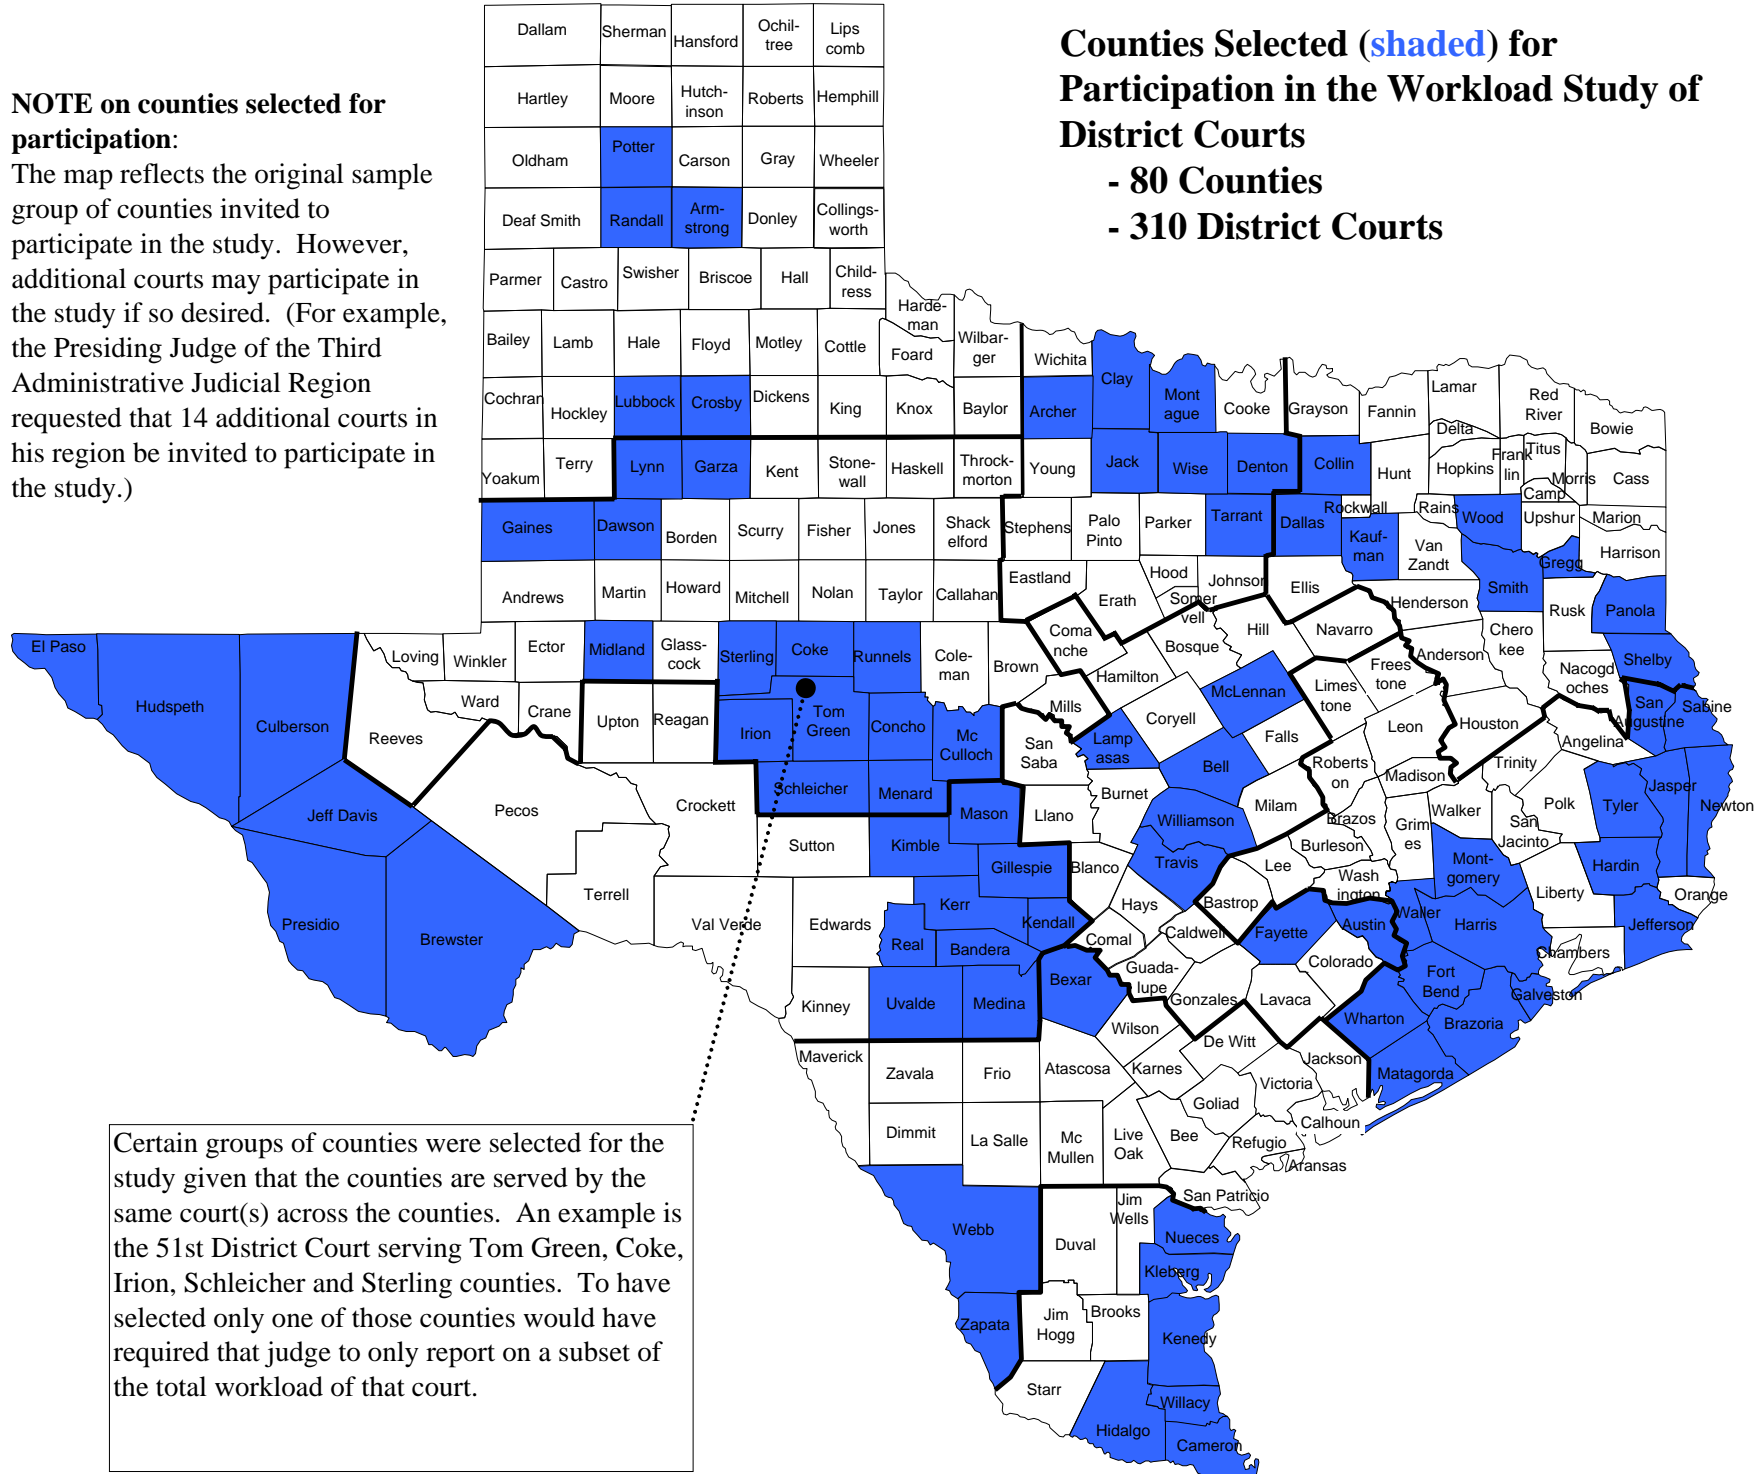 Counties Selected (shaded) for
Participation in the Workload Study of
District Courts
- 80 Counties
- 310 District Courts
NOTE on counties selected for
participation:
The map reflects the original sample
group of counties invited to
participate in the study. However,
additional courts may participate in
the study if so desired. (For example,
the Presiding Judge of the Third
Administrative Judicial Region
requested that 14 additional courts in
his region be invited to participate in
the study.)
Dallam
Sherman
Hansford
Ochil-
tree
Lips
comb
Hartley
Moore
Hutch-
inson
Roberts
Hemphill
Oldham
Potter
Carson
Gray
Wheeler
Deaf Smith
Randall
Arm-
strong
Donley
Collings-
worth
Parmer
Castro
Swisher
Briscoe
Hall
Child-
ress
Harde-
man
Bailey
Lamb
Hale
Floyd
Motley
Cottle
Foard
Wilbar-
ger
Wichita
Clay
Mont
ague
Cooke
Grayson
Fannin
Lamar
Red
River
Bowie
Delta
Cochran
Hockley
Lubbock
Crosby
Dickens
King
Knox
Baylor
Archer
Yoakum
Terry
Lynn
Garza
Kent
Stone-
wall
Haskell
Throck-
morton
Young
Jack
Wise
Denton
Collin
Hunt
Hopkins
Frank
lin
Titus
Morris
Camp
Cass
Gaines
Dawson
Borden
Scurry
Fisher
Jones
Shack
elford
Stephens
Palo
Pinto
Parker
Tarrant
Dallas
Rockwall
Kauf-
man
Rains
Van
Zandt
Wood
Upshur
Marion
Harrison
Gregg
Smith
Andrews
Martin
Howard
Mitchell
Nolan
Taylor
Callahan
Eastland
Erath
Hood
Somer
vell
Johnson
Ellis
Henderson
Rusk
Panola
El Paso
Hudspeth
Culberson
Loving
Winkler
Ector
Midland
Glass-
cock
Sterling
Coke
Runnels
Cole-
man
Brown
Coma
nche
Bosque
Hill
Navarro
Anderson
Chero
kee
Nacogd
oches
Shelby
Ward
Crane
Upton
Reagan
Irion
Tom
Green
Concho
Mc
Culloch
Mills
Hamilton
Coryell
McLennan
Limes
tone
Frees
tone
Leon
Houston
Angelina
San
Augustine
Sabine
Reeves
Jeff Davis
Pecos
Crockett
Schleicher
Menard
San
Saba
Lamp
asas
Bell
Falls
Roberts
on
Madison
Trinity
Polk
Tyler
Jasper
Newton
Presidio
Brewster
Terrell
Sutton
Kimble
Mason
Llano
Burnet
Williamson
Milam
Brazos
Grim
es
Walker
San
Jacinto
Hardin
Val Verde
Edwards
Gillespie
Blanco
Travis
Lee
Burleson
Wash
ington
Mont-
gomery
Liberty
Orange
Jefferson
Kerr
Kendall
Real
Bandera
Hays
Comal
Caldwell
Bastrop
Fayette
Austin
Waller
Harris
Chambers
Kinney
Uvalde
Medina
Bexar
Guada-
lupe
Gonzales
Lavaca
Colorado
Fort
Bend
Galveston
Brazoria
Wharton
Matagorda
Wilson
De Witt
Jackson
Maverick
Zavala
Frio
Atascosa
Karnes
Victoria
Goliad
Calhoun
Dimmit
La Salle
Mc
Mullen
Live
Oak
Bee
Refugio
Aransas
San Patricio
Webb
Duval
Jim
Wells
Nueces
Kleberg
Zapata
Jim
Hogg
Brooks
Kenedy
Starr
Hidalgo
Willacy
Cameron
Certain groups of counties were selected for the
study given that the counties are served by the
same court(s) across the counties. An example is
the 51st District Court serving Tom Green, Coke,
Irion, Schleicher and Sterling counties. To have
selected only one of those counties would have
required that judge to only report on a subset of
the total workload of that court.